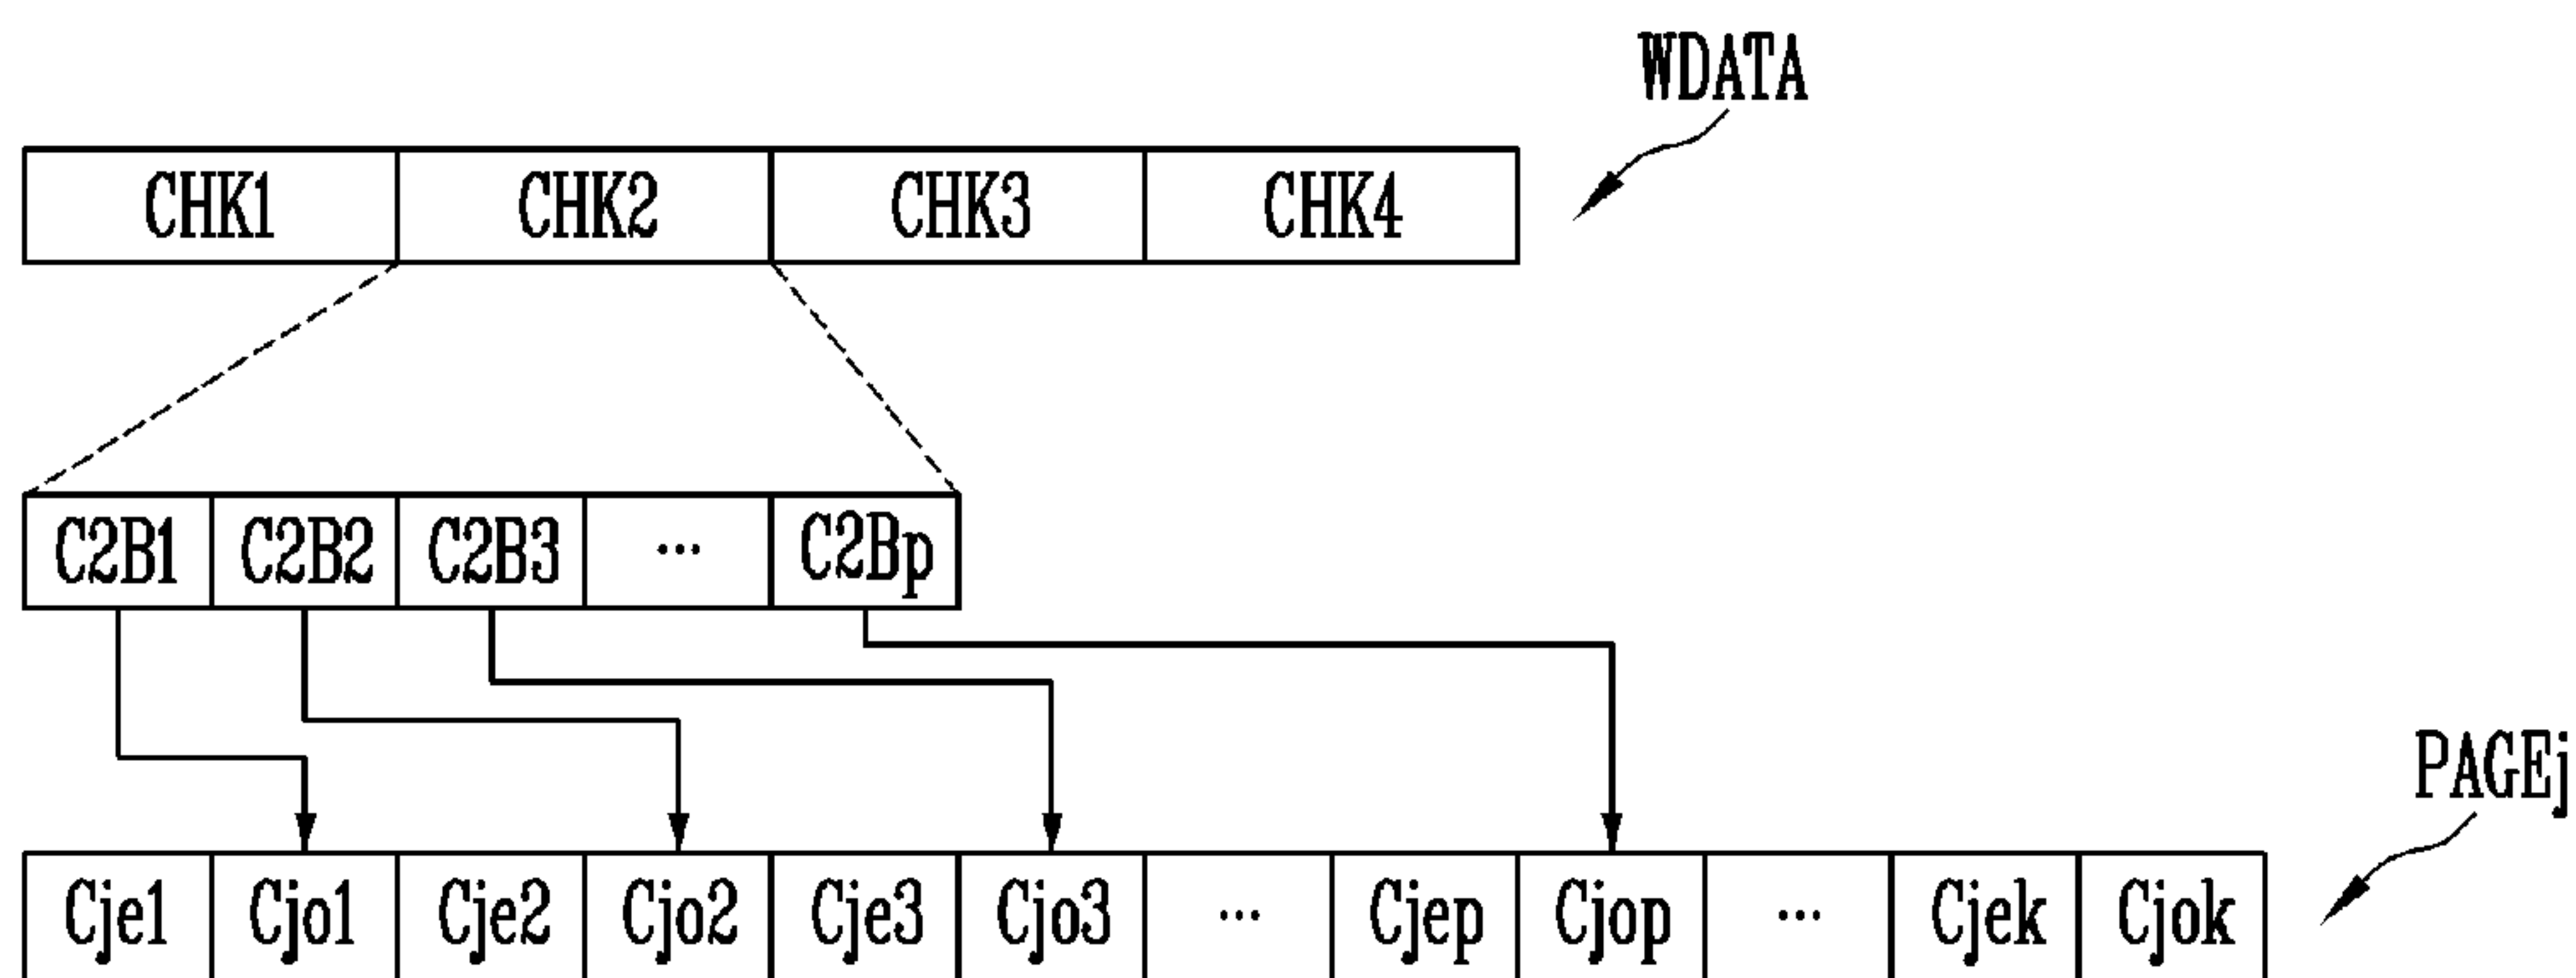 WDATA
CHK1 CHK2 CHK3 CHK4
C2B1 C2B2 C2B3 ... C2Bp
PAGEj
Cje1 Cjo1 Cje2 Cjo2 Cje3 Cjo3 ... Cjep Cjop ... Cjek Cjok